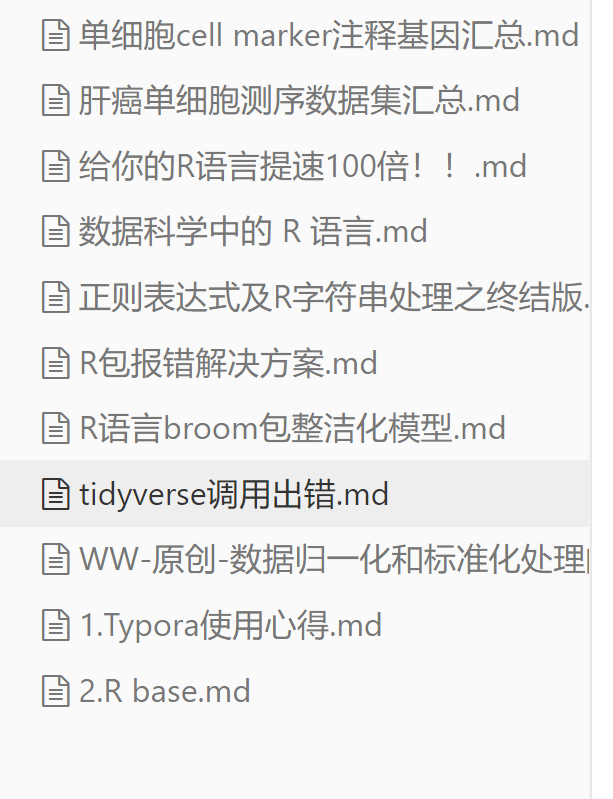 单细胞cell marker注释基因汇总.md
肝癌单细胞测序数据集汇总.md
给你的R语言提速100倍！！.md
数据科学中的 R 语言.md
正则表达式及R字符串处理之终结版.
R包报错解决方案.md
R语言broom包整洁化模型.md
tidyverse调用出错.md
WW-原创-数据归一化和标准化处理
1.Typora使用心得.md
2.R base.md